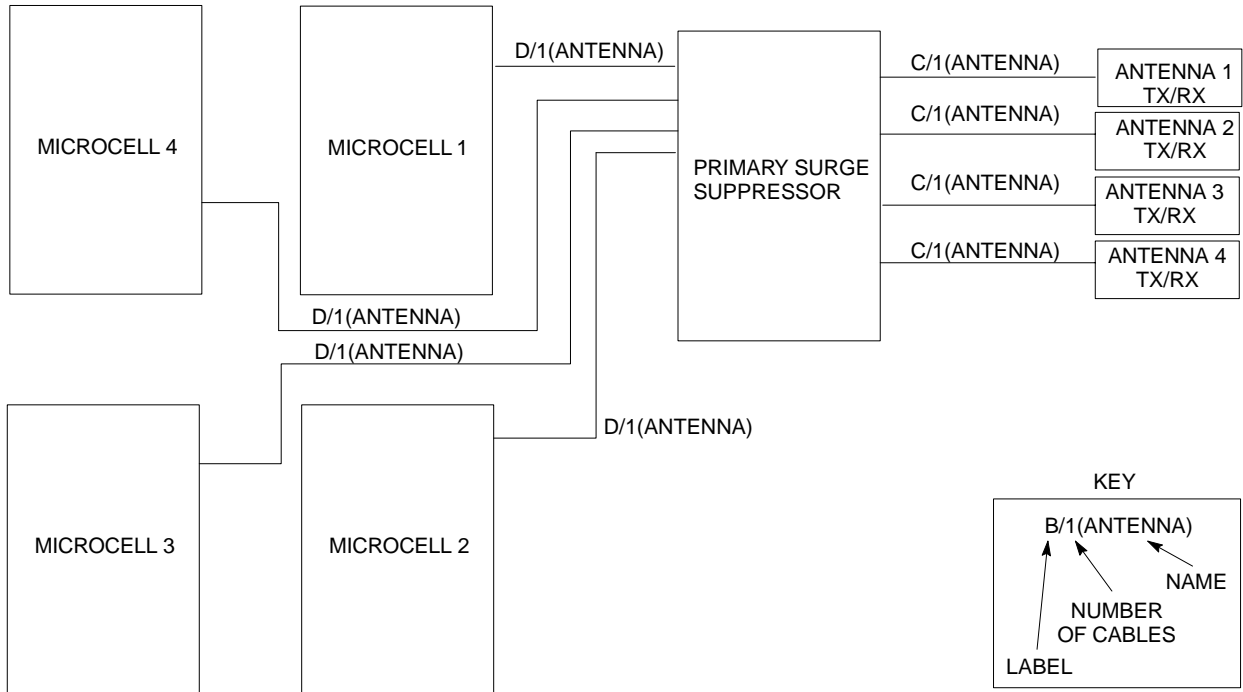 D/1(ANTENNA)
MICROCELL 4
MICROCELL 1
PRIMARY SURGE
SUPPRESSOR
C/1(ANTENNA)
ANTENNA 1
TX/RX
C/1(ANTENNA)
ANTENNA 2
TX/RX
C/1(ANTENNA)
ANTENNA 3
TX/RX
C/1(ANTENNA)
ANTENNA 4
TX/RX
D/1(ANTENNA)
D/1(ANTENNA)
D/1(ANTENNA)
MICROCELL 3
MICROCELL 2
KEY
B/1(ANTENNA)
NAME
NUMBER
OF CABLES
LABEL